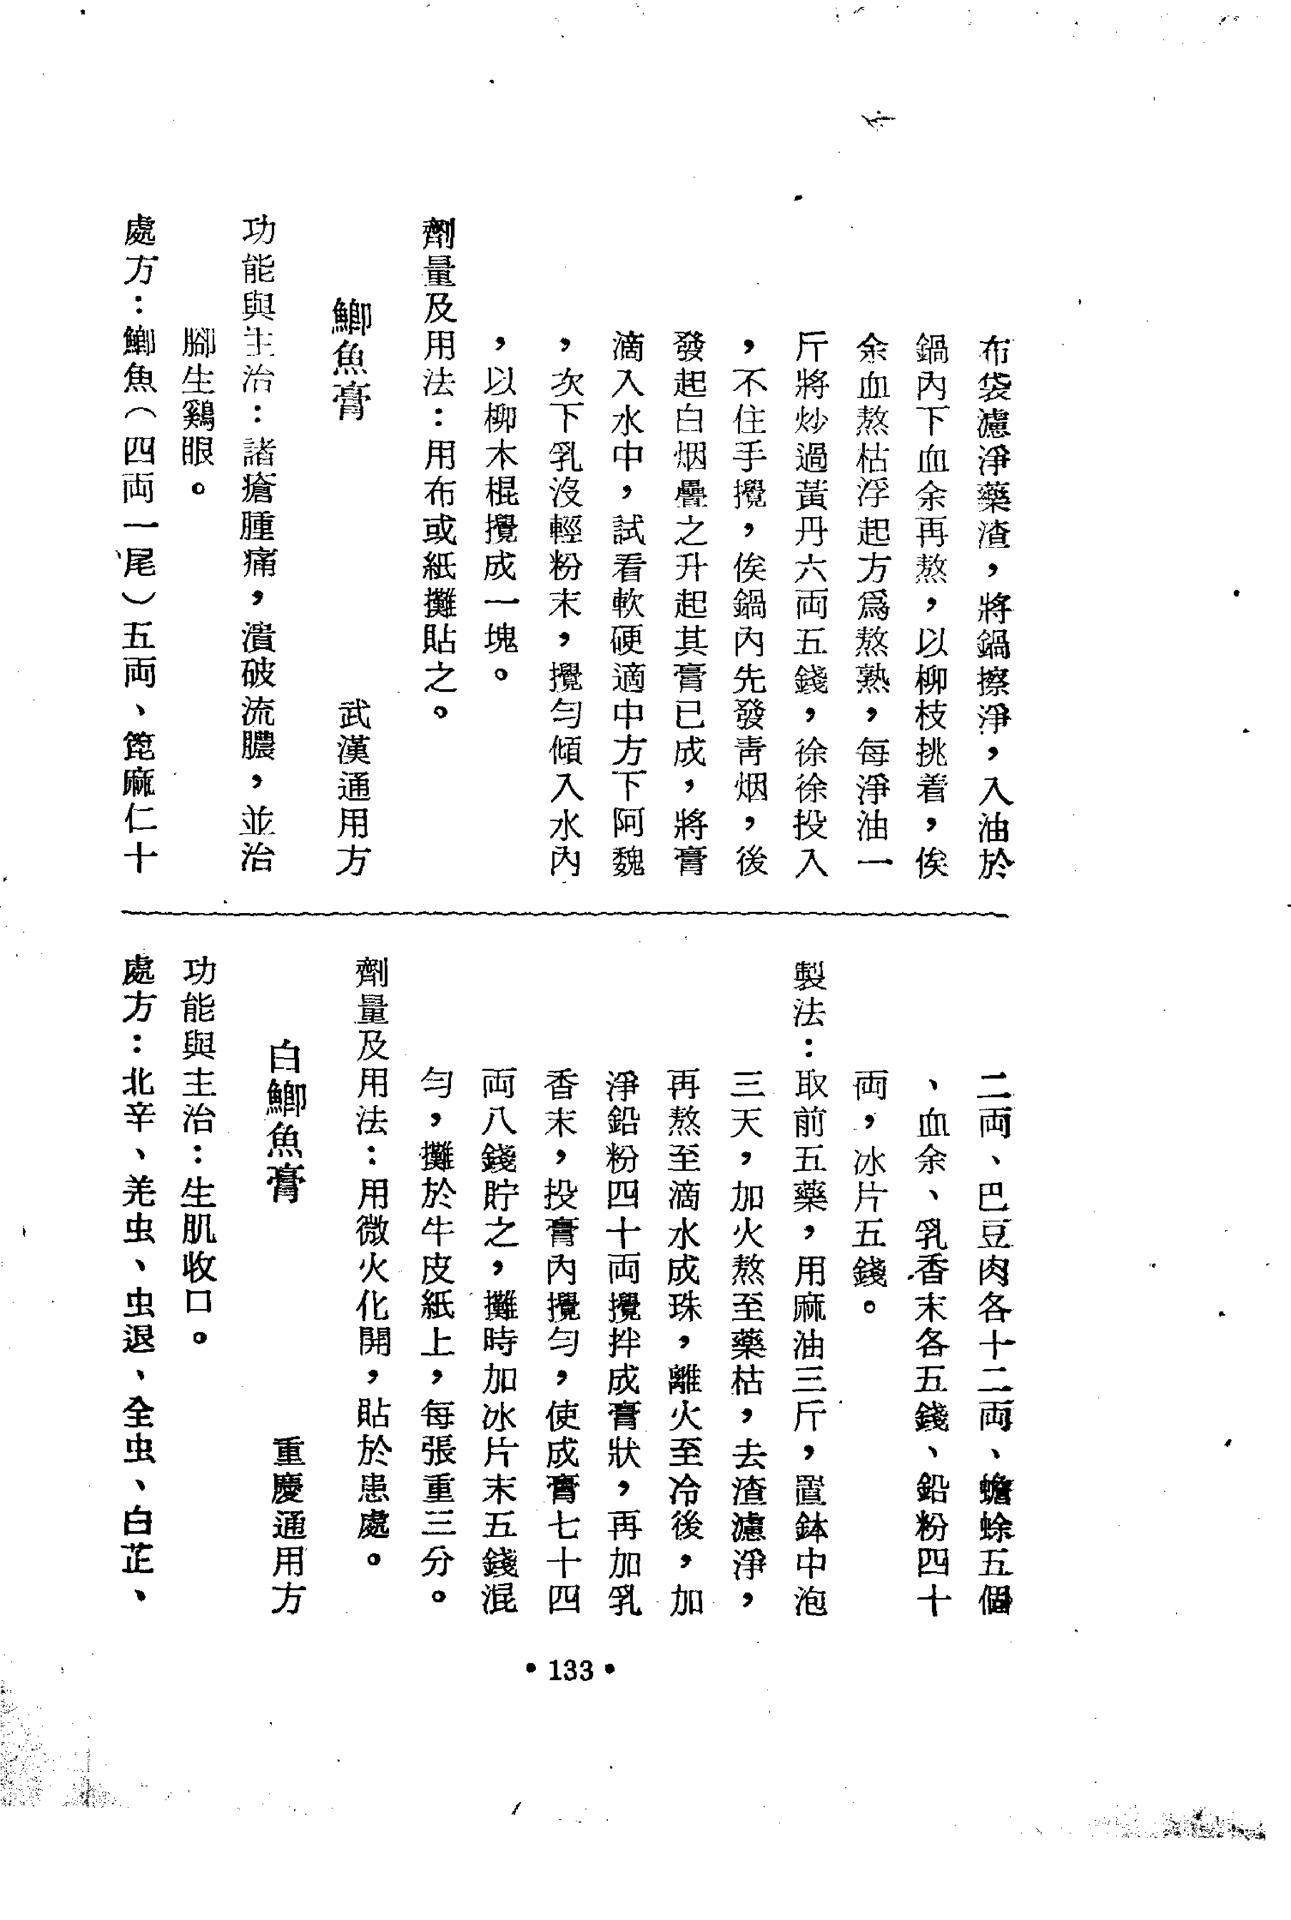 布袋濾淨藥渣，將鍋擦淨，入油於
鍋內下血余再熬，以柳枝挑着，俟
余血熬枯浮起方爲熬熟，每淨油一
斤將炒過黃丹六両五錢，徐徐投入
，不住手攪，俟鍋內先發靑烟，後
發起白烟疊之升起其膏已成，將膏
滴入水中，試看軟硬適中方下阿魏
，次下乳沒輕粉末，攪勻傾入水內
，以柳木棍攪成一塊。
劑量及用法：用布或紙攤貼之。
鯽魚膏
武漢通用方
功能與主治：諸瘡腫痛，潰破流膿，並治
脚生鷄眼。
處方：鯽魚（四両一尾）五両、篦麻仁十
二両、巴豆肉各十二両、蟾蜍五個
、血余、乳香末各五錢、鉛粉四十
両，冰片五錢。
製法：取前五藥，用麻油三斤，置鉢中泡
三天，加火熬至藥枯，去渣濾淨，
再熬至滴水成珠，離火至冷後，加
淨鉛粉四十両攪拌成膏狀，再加乳
香末，投膏內攪勻，使成膏七十四
両八錢貯之，攤時加冰片末五錢混
勻，攤於牛皮紙上，每張重三分。
劑量及用法：用微火化開，貼於患處。
白鯽魚膏
重慶通用方
功能與主治：生肌收口。
處方：北辛、羌虫、虫退、全虫、白芷、
•133•